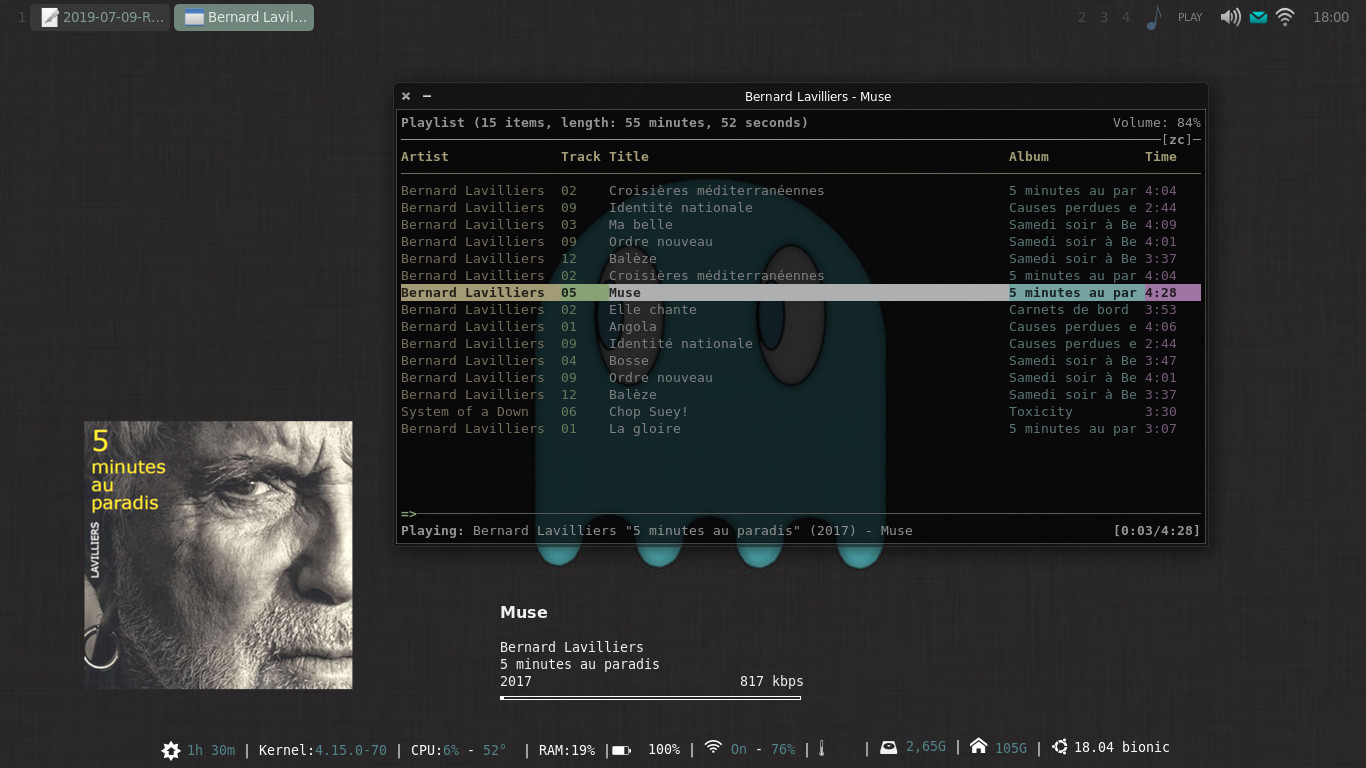 1 2019-07-09-R... Bernard Lavil... 2 3 4 PLAY 18:00
Bernard Lavilliers - Muse
Playlist (15 items, length: 55 minutes, 52 seconds) Volume: 84%
[zc]
Artist Track Title Album Time
Bernard Lavilliers 02 Croisières méditerranéennes 5 minutes au par 4:04
Bernard Lavilliers 09 Identité nationale Causes perdues e 2:44
Bernard Lavilliers 03 Ma belle Samedi soir à Be 4:09
Bernard Lavilliers 09 Ordre nouveau Samedi soir à Be 4:01
Bernard Lavilliers 12 Balèze Samedi soir à Be 3:37
Bernard Lavilliers 02 Croisières méditerranéennes 5 minutes au par 4:04
Bernard Lavilliers 05 Muse 5 minutes au par 4:28
Bernard Lavilliers 02 Elle chante Carnets de bord 3:53
Bernard Lavilliers 01 Angola Causes perdues e 4:06
Bernard Lavilliers 09 Identité nationale Causes perdues e 2:44
Bernard Lavilliers 04 Bosse Samedi soir à Be 3:47
Bernard Lavilliers 09 Ordre nouveau Samedi soir à Be 4:01
Bernard Lavilliers 12 Balèze Samedi soir à Be 3:37
System of a Down 06 Chop Suey! Toxicity 3:30
Bernard Lavilliers 01 La gloire 5 minutes au par 3:07
=>
Playing: Bernard Lavilliers "5 minutes au paradis" (2017) - Muse [0:03/4:28]
5
minutes
au
paradis
LAVILLIERS
Muse
Bernard Lavilliers
5 minutes au paradis
2017 817 kbps
1h 30m | Kernel:4.15.0-70 | CPU:6% - 52° | RAM:19% | 100% | On - 76% | | 2,65G | 105G | 18.04 bionic